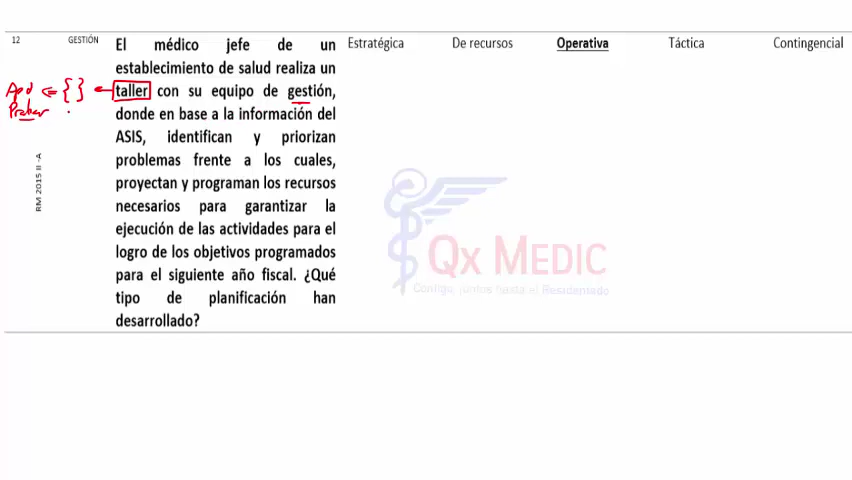 12 GESTIÓN El médico jefe de un Estratégica De recursos Operativa Táctica Contingencial
establecimiento de salud realiza un
taller con su equipo de gestión,
donde en base a la información del
ASIS, identifican y priorizan
problemas frente a los cuales,
proyectan y programan los recursos
necesarios para garantizar la
ejecución de las actividades para el
logro de los objetivos programados
para el siguiente año fiscal. ¿Qué
tipo de planificación han
desarrollado?
RM 2015 II -A
QX MEDIC
Contigo, juntos hasta el Residentado